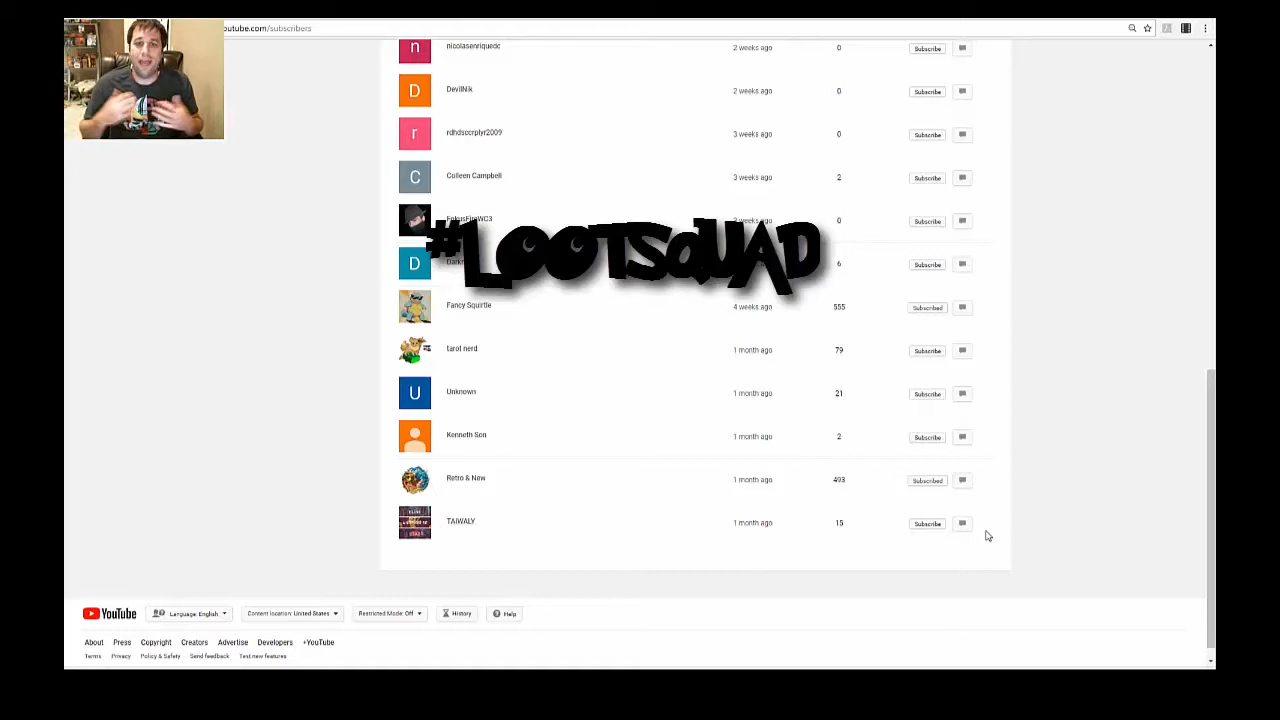 outube.com/subscribers
nicolasenriquedc 2 weeks ago 0 Subscribe
n
D DevilNik 2 weeks ago 0 Subscribe
r rdhdsccrplyr2009 3 weeks ago 0 Subscribe
C Colleen Campbell 3 weeks ago 2 Subscribe
3 weeks ago 0 Subscribe
#LOOTSQUAD
D 6 Subscribe
Fancy Squirtle 4 weeks ago 555 Subscribed
tarot nerd 1 month ago 79 Subscribe
U Unknown 1 month ago 21 Subscribe
Kenneth Son 1 month ago 2 Subscribe
Retro & New 1 month ago 493 Subscribed
TAIWALY 1 month ago 15 Subscribe
YouTube Language: English Content location: United States Restricted Mode: Off History Help
About Press Copyright Creators Advertise Developers +YouTube
Terms Privacy Policy & Safety Send feedback Test new features